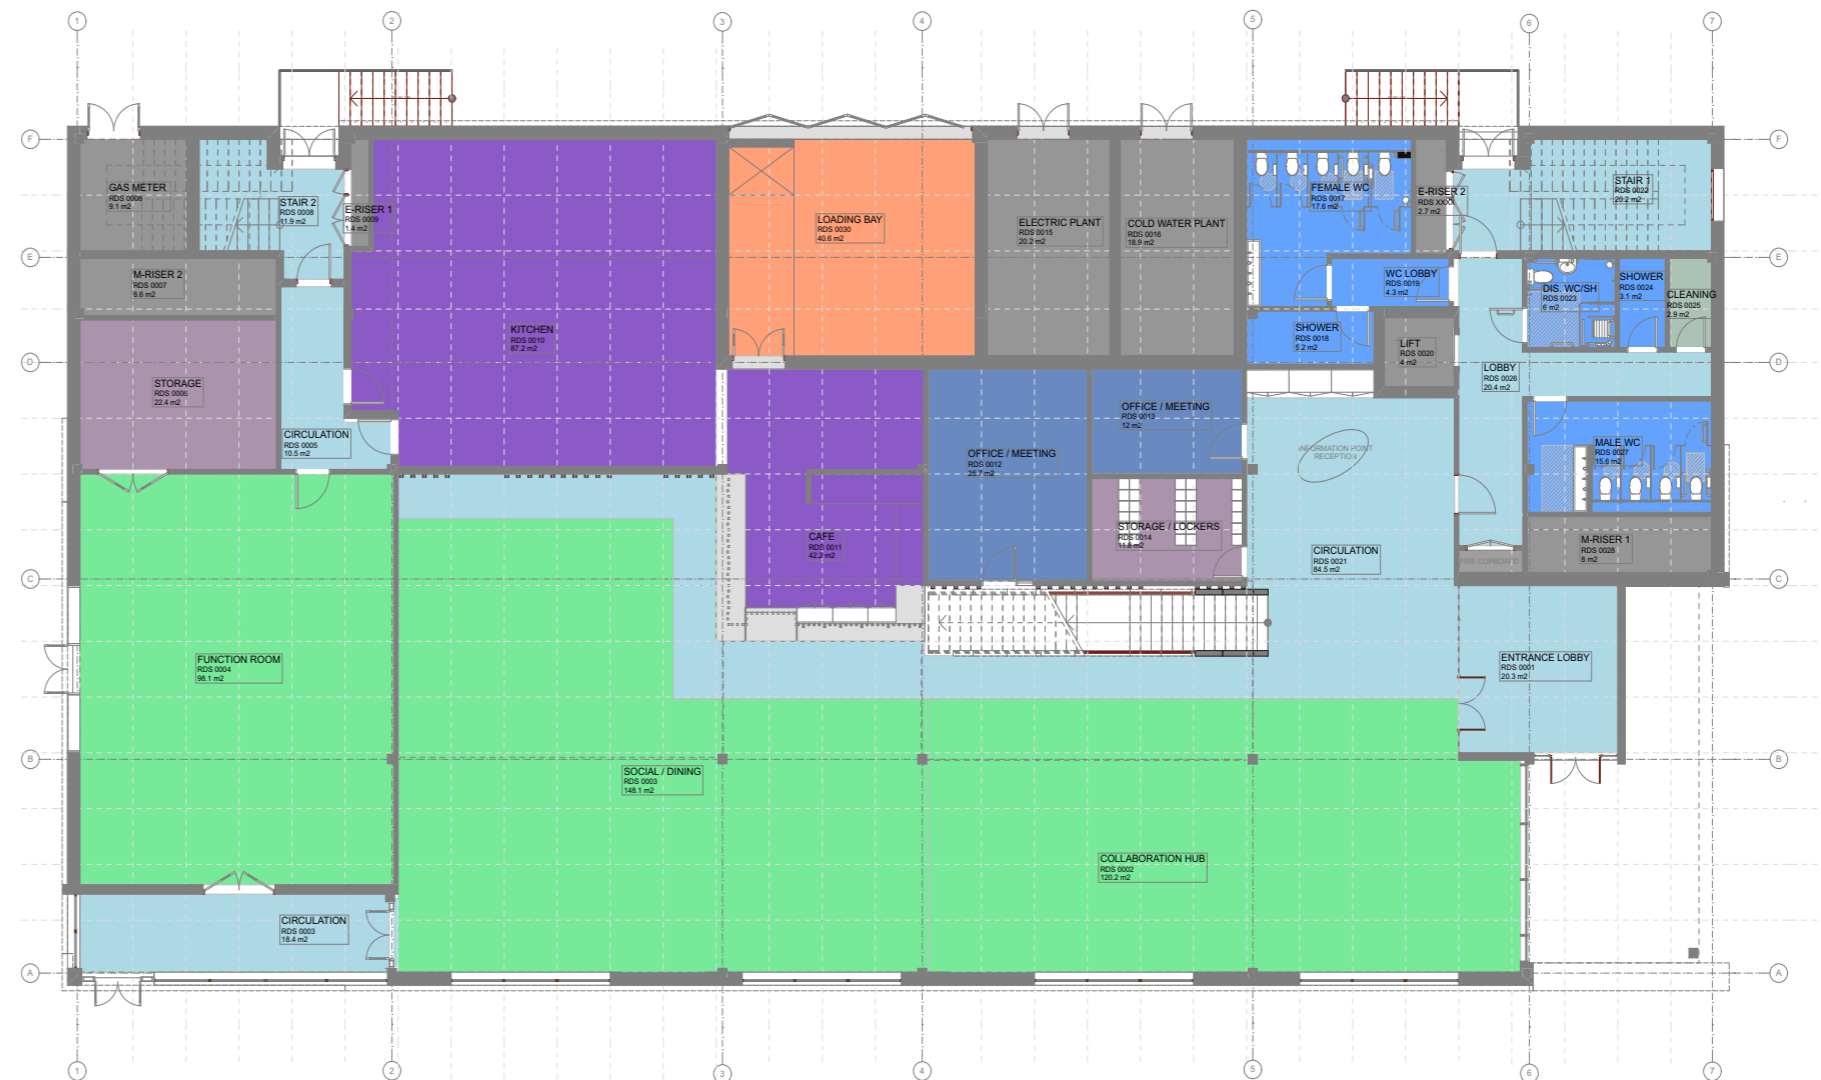 1 2 3 4 5 6 7
F F
GAS METER
RDS 0006
9.1 m2
STAIR 2
RDS 0008
11.9 m2
E-RISER 1
RDS 0009
1.4 m2
LOADING BAY
RDS 0030
40.6 m2
ELECTRIC PLANT
RDS 0015
20.2 m2
COLD WATER PLANT
RDS 0016
18.9 m2
FEMALE WC
RDS 0017
17.6 m2
E-RISER 2
RDS XXXX
2.7 m2
STAIR 1
RDS 0022
20.2 m2
E E
M-RISER 2
RDS 0007
6.6 m2
WC LOBBY
RDS 0019
4.3 m2
DIS. WC/SH
RDS 0023
6 m2
SHOWER
RDS 0024
3.1 m2
CLEANING
RDS 0025
2.9 m2
KITCHEN
RDS 0010
87.2 m2
SHOWER
RDS 0018
5.2 m2
LIFT
RDS 0020
4 m2
D D
STORAGE
RDS 0006
22.4 m2
LOBBY
RDS 0026
20.4 m2
OFFICE / MEETING
RDS 0013
12 m2
CIRCULATION
RDS 0005
10.5 m2
OFFICE / MEETING
RDS 0012
INFORMATION POINT
RECEPTION
MALE WC
RDS 0027
15.6 m2
STORAGE / LOCKERS
RDS 0014
11.8 m2
CAFE
RDS 0011
42.2 m2
CIRCULATION
RDS 0021
84.5 m2
FIRE CUPBOARD
M-RISER 1
RDS 0028
8 m2
C C
FUNCTION ROOM
RDS 0004
98.1 m2
ENTRANCE LOBBY
RDS 0001
20.3 m2
B B
SOCIAL / DINING
RDS 0003
148.1 m2
COLLABORATION HUB
RDS 0002
120.2 m2
CIRCULATION
RDS 0003
18.4 m2
A A
1 2 3 4 5 6 7